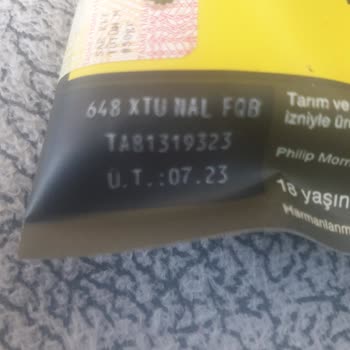 648 XTU NAL FQB
TA81319323
Ü.T.:07.23
Tarım ve
izniyle ür
Philip Morr
18 yaşın
Harmanlanm